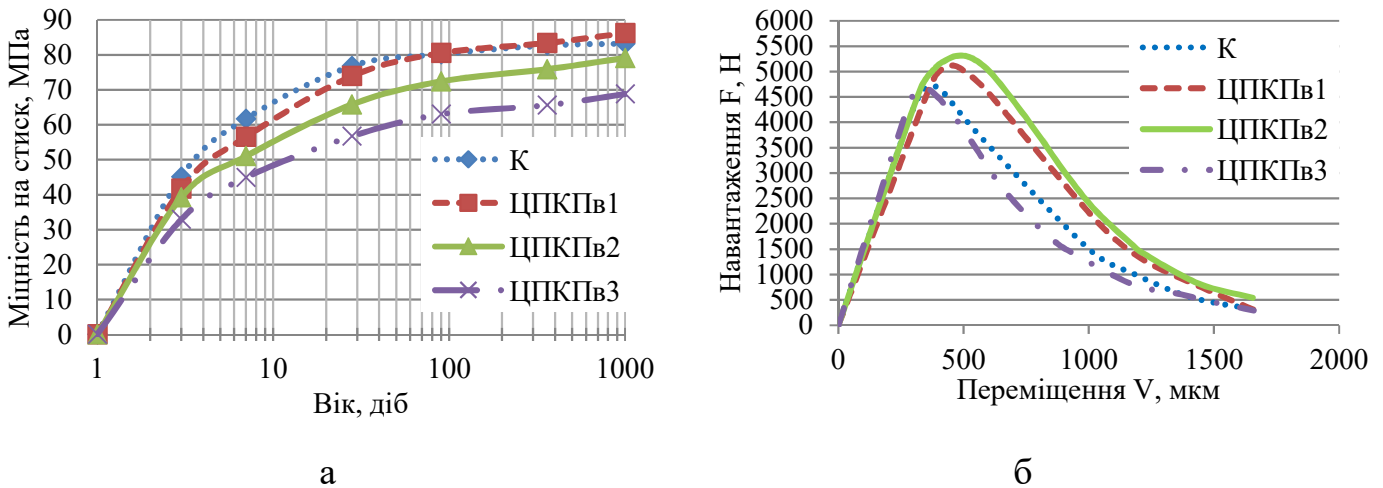 Міцність на стиск, МПа
90
80
70
60
50
40
30
20
10
0
1 10 100 1000
Вік, діб
К
ЦПКПв1
ЦПКПв2
ЦПКПв3
а
Навантаження F, Н
6000
5500
5000
4500
4000
3500
3000
2500
2000
1500
1000
500
0
0 500 1000 1500 2000
Переміщення V, мкм
К
ЦПКПв1
ЦПКПв2
ЦПКПв3
б